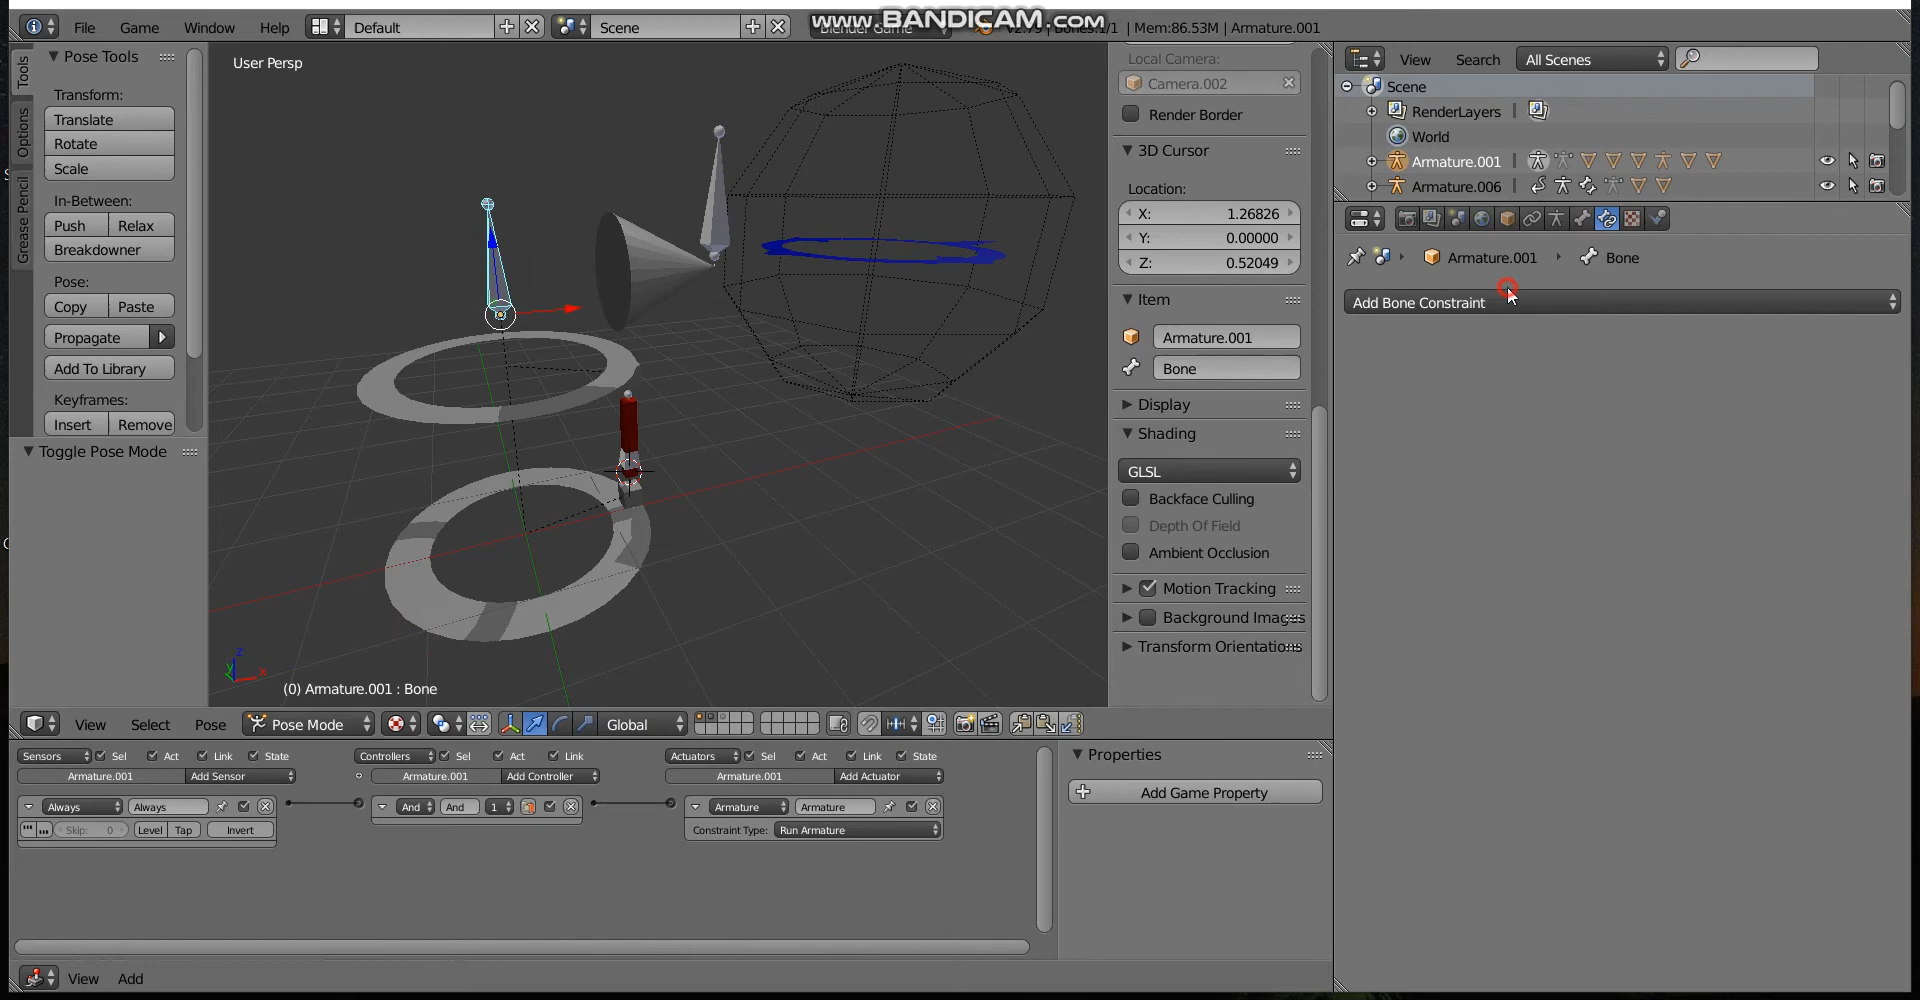 www.BANDICAM.com
File Game Window Help Default Scene v2.79 | Bones:1/1 | Mem:86.53M | Armature.001
Tools
Options
Grease Pencil
Pose Tools
Transform:
Translate
Rotate
Scale
In-Between:
Push Relax
Breakdowner
Pose:
Copy Paste
Propagate
Add To Library
Keyframes:
Insert Remove
Toggle Pose Mode
User Persp
(0) Armature.001 : Bone
View Select Pose Pose Mode Global
Local Camera:
Camera.002
Render Border
3D Cursor
Location:
X: 1.26826
Y: 0.00000
Z: 0.52049
Item
Armature.001
Bone
Display
Shading
GLSL
Backface Culling
Depth Of Field
Ambient Occlusion
Motion Tracking
Background Images
Transform Orientations
View Search All Scenes
Scene
RenderLayers
World
Armature.001
Armature.006
Armature.001 Bone
Add Bone Constraint
Sensors Sel Act Link State Controllers Sel Act Link Actuators Sel Act Link State
Armature.001 Add Sensor Armature.001 Add Controller Armature.001 Add Actuator
Always Always And And 1 Armature Armature
Skip: 0 Level Tap Invert Constraint Type: Run Armature
Properties
Add Game Property
View Add